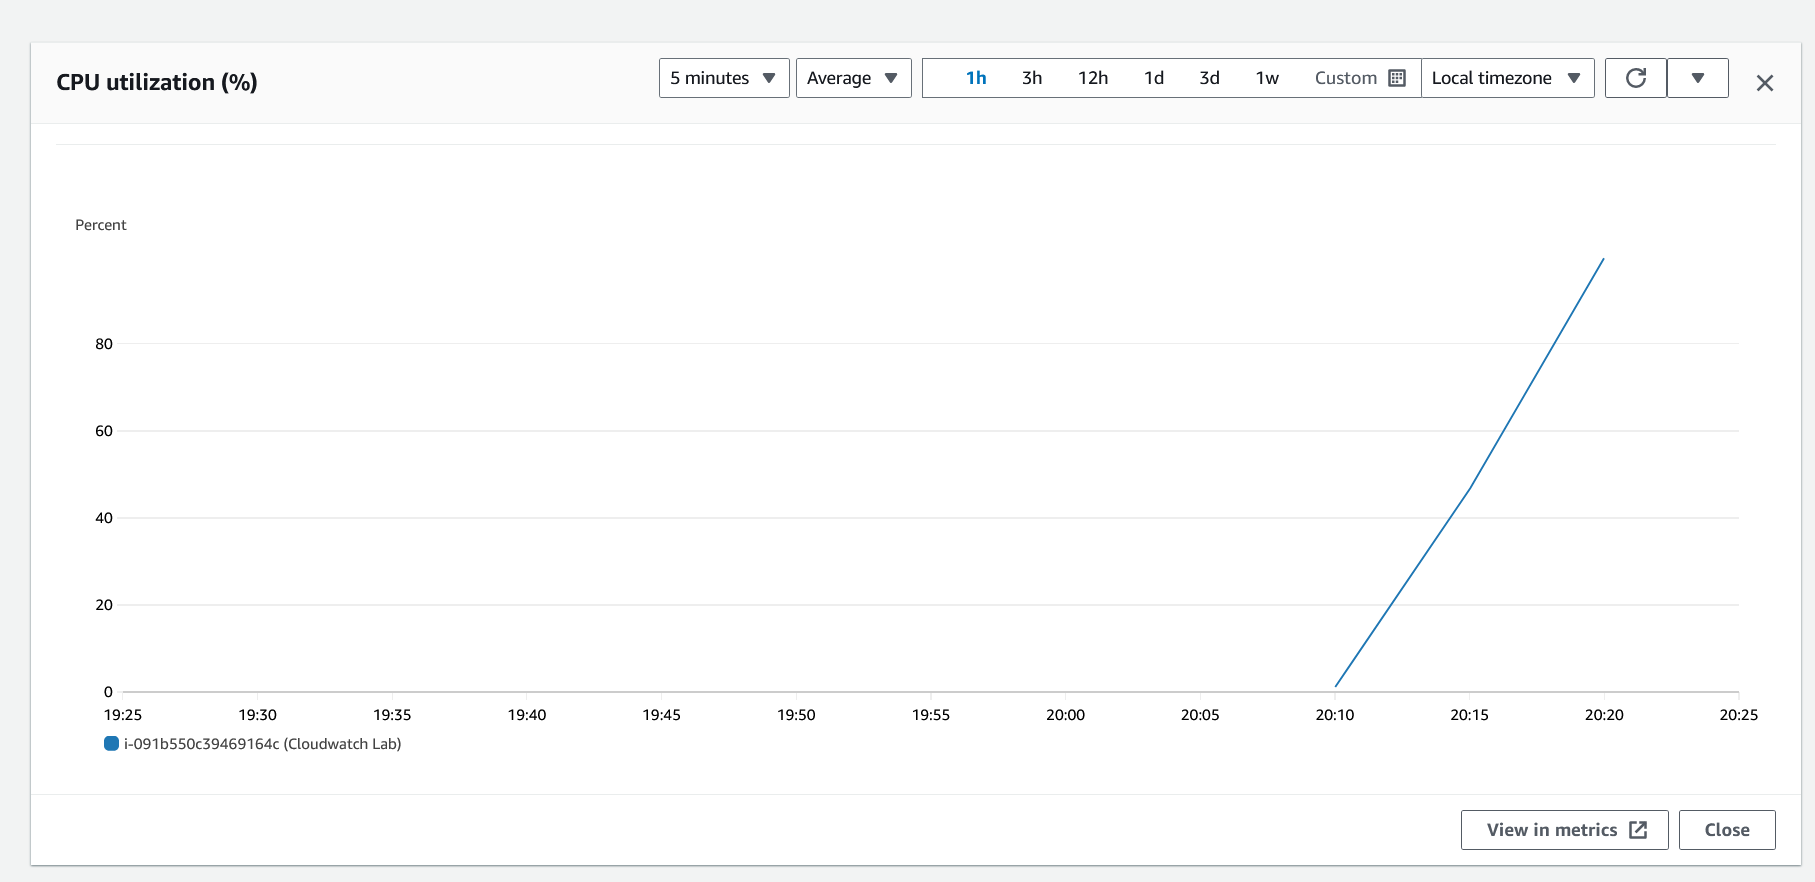 CPU utilization (%)
5 minutes
Average
1h 3h 12h 1d 3d 1w Custom
Local timezone
Percent
80
60
40
20
0
19:25 19:30 19:35 19:40 19:45 19:50 19:55 20:00 20:05 20:10 20:15 20:20 20:25
i-091b550c39469164c (Cloudwatch Lab)
View in metrics
Close